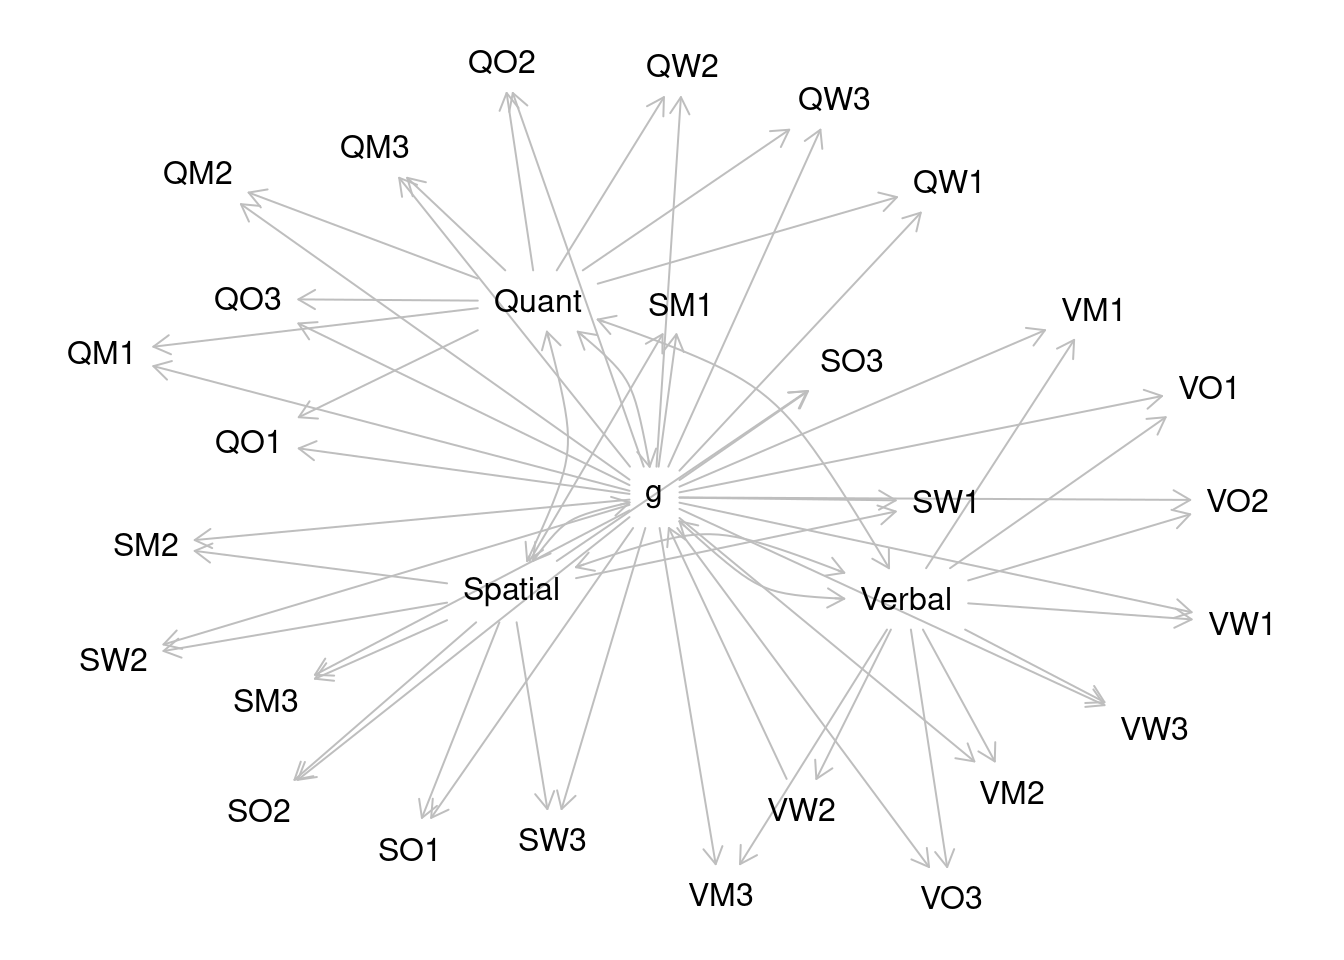 QO2
QW2
QW3
QM3
QM2
QW1
QO3
Quant
SM1
VM1
QM1
SO3
VO1
QO1
g
SW1
VO2
SM2
Spatial
Verbal
VW1
SW2
SM3
VW3
VM2
SO2
VW2
SO1
SW3
VM3
VO3